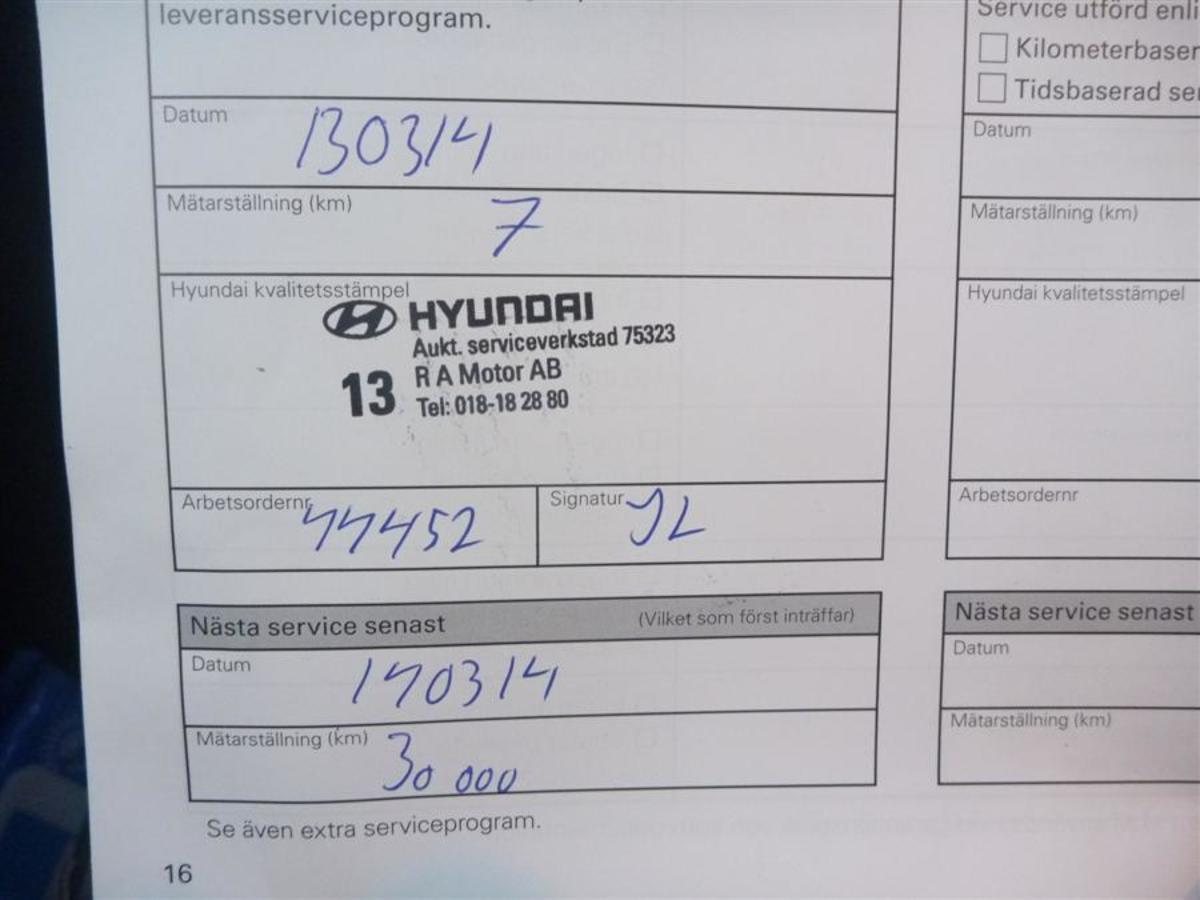 leveransserviceprogram.
Datum 130314
Mätarställning (km) 7
Hyundai kvalitetsstämpel
HYUNDAI
Aukt. serviceverkstad 75323
13 R A Motor AB
Tel: 018-18 28 80
Arbetsordernr 44452 Signatur JL
Nästa service senast (Vilket som först inträffar)
Datum 140314
Mätarställning (km) 30 000
Se även extra serviceprogram.
16
Service utförd enli
Kilometerbaser
Tidsbaserad ser
Datum
Mätarställning (km)
Hyundai kvalitetsstämpel
Arbetsordernr
Nästa service senast
Datum
Mätarställning (km)